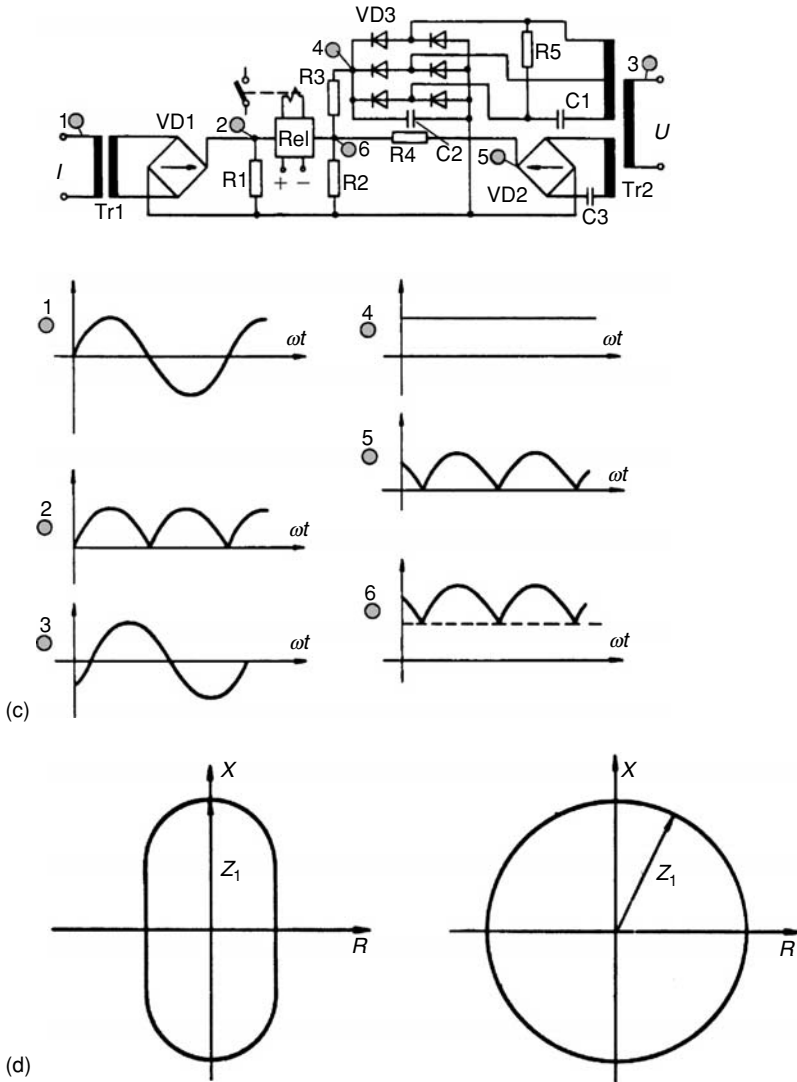 VD3
4
R3
R5
3
C1
1
VD1
2
Rel
6
R4
C2
5
U
I
R1
+ −
R2
VD2
Tr2
Tr1
C3
1
ωt
4
ωt
5
ωt
2
ωt
6
ωt
3
ωt
(c)
X
Z1
R
X
Z1
R
(d)